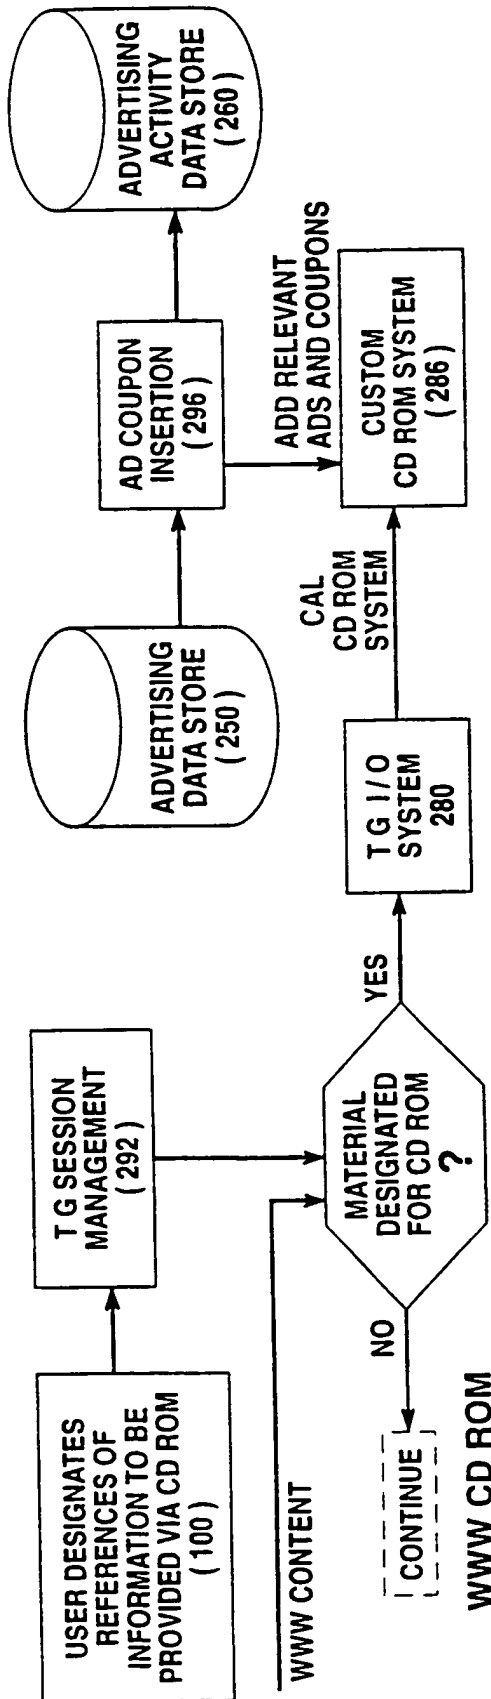 USER DESIGNATES
REFERENCES OF
INFORMATION TO BE
PROVIDED VIA CD ROM
(100)
TG SESSION
MANAGEMENT
(292)
WWW CONTENT
MATERIAL
DESIGNATED
FOR CD ROM
?
NO
CONTINUE
YES
TG I/O
SYSTEM
280
CAL
CD ROM
SYSTEM
ADVERTISING
DATA STORE
(250)
AD COUPON
INSERTION
(296)
ADVERTISING
ACTIVITY
DATA STORE
(260)
ADD RELEVANT
ADS AND COUPONS
CUSTOM
CD ROM SYSTEM
(286)
WWW CD ROM